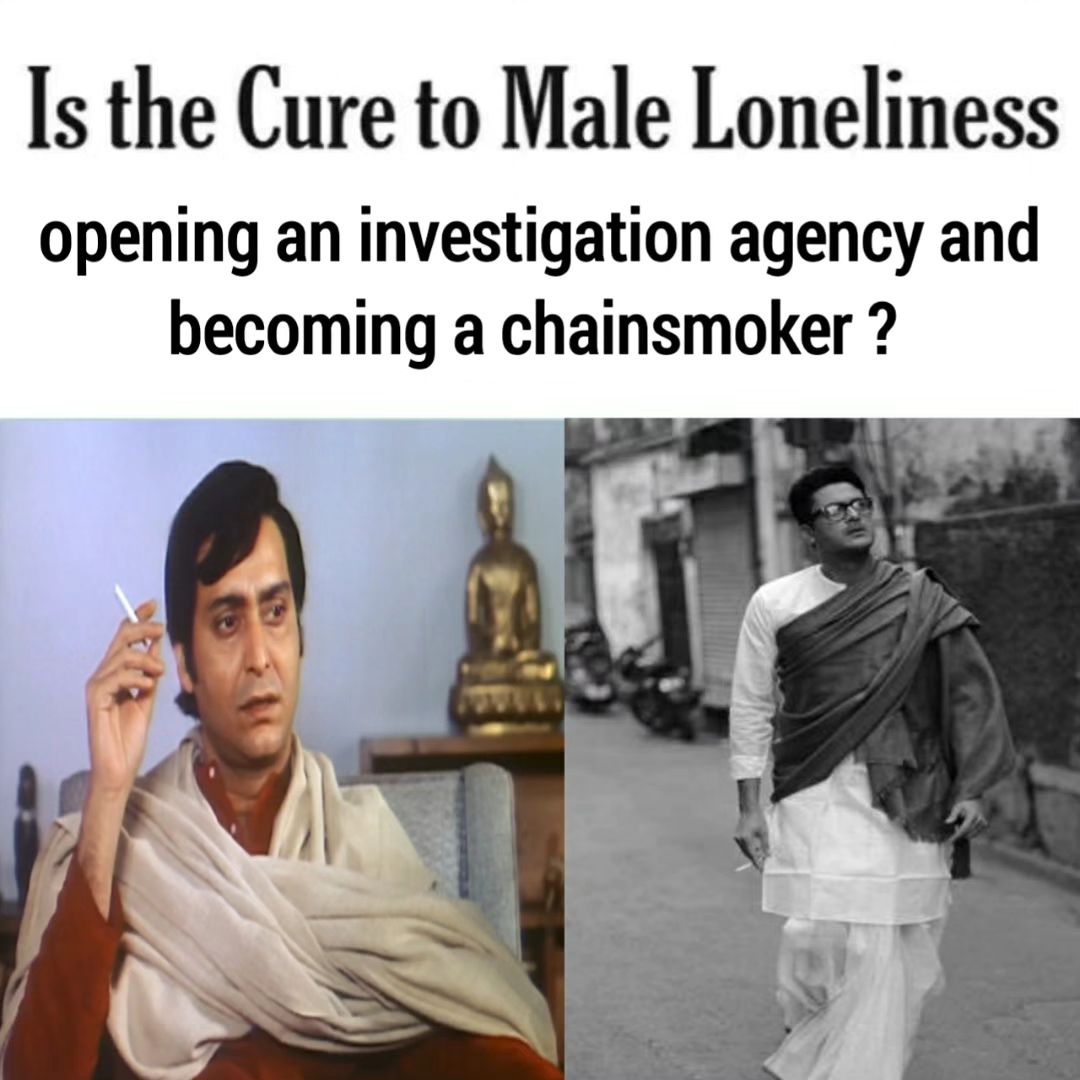 Is the Cure to Male Loneliness
opening an investigation agency and
becoming a chainsmoker ?